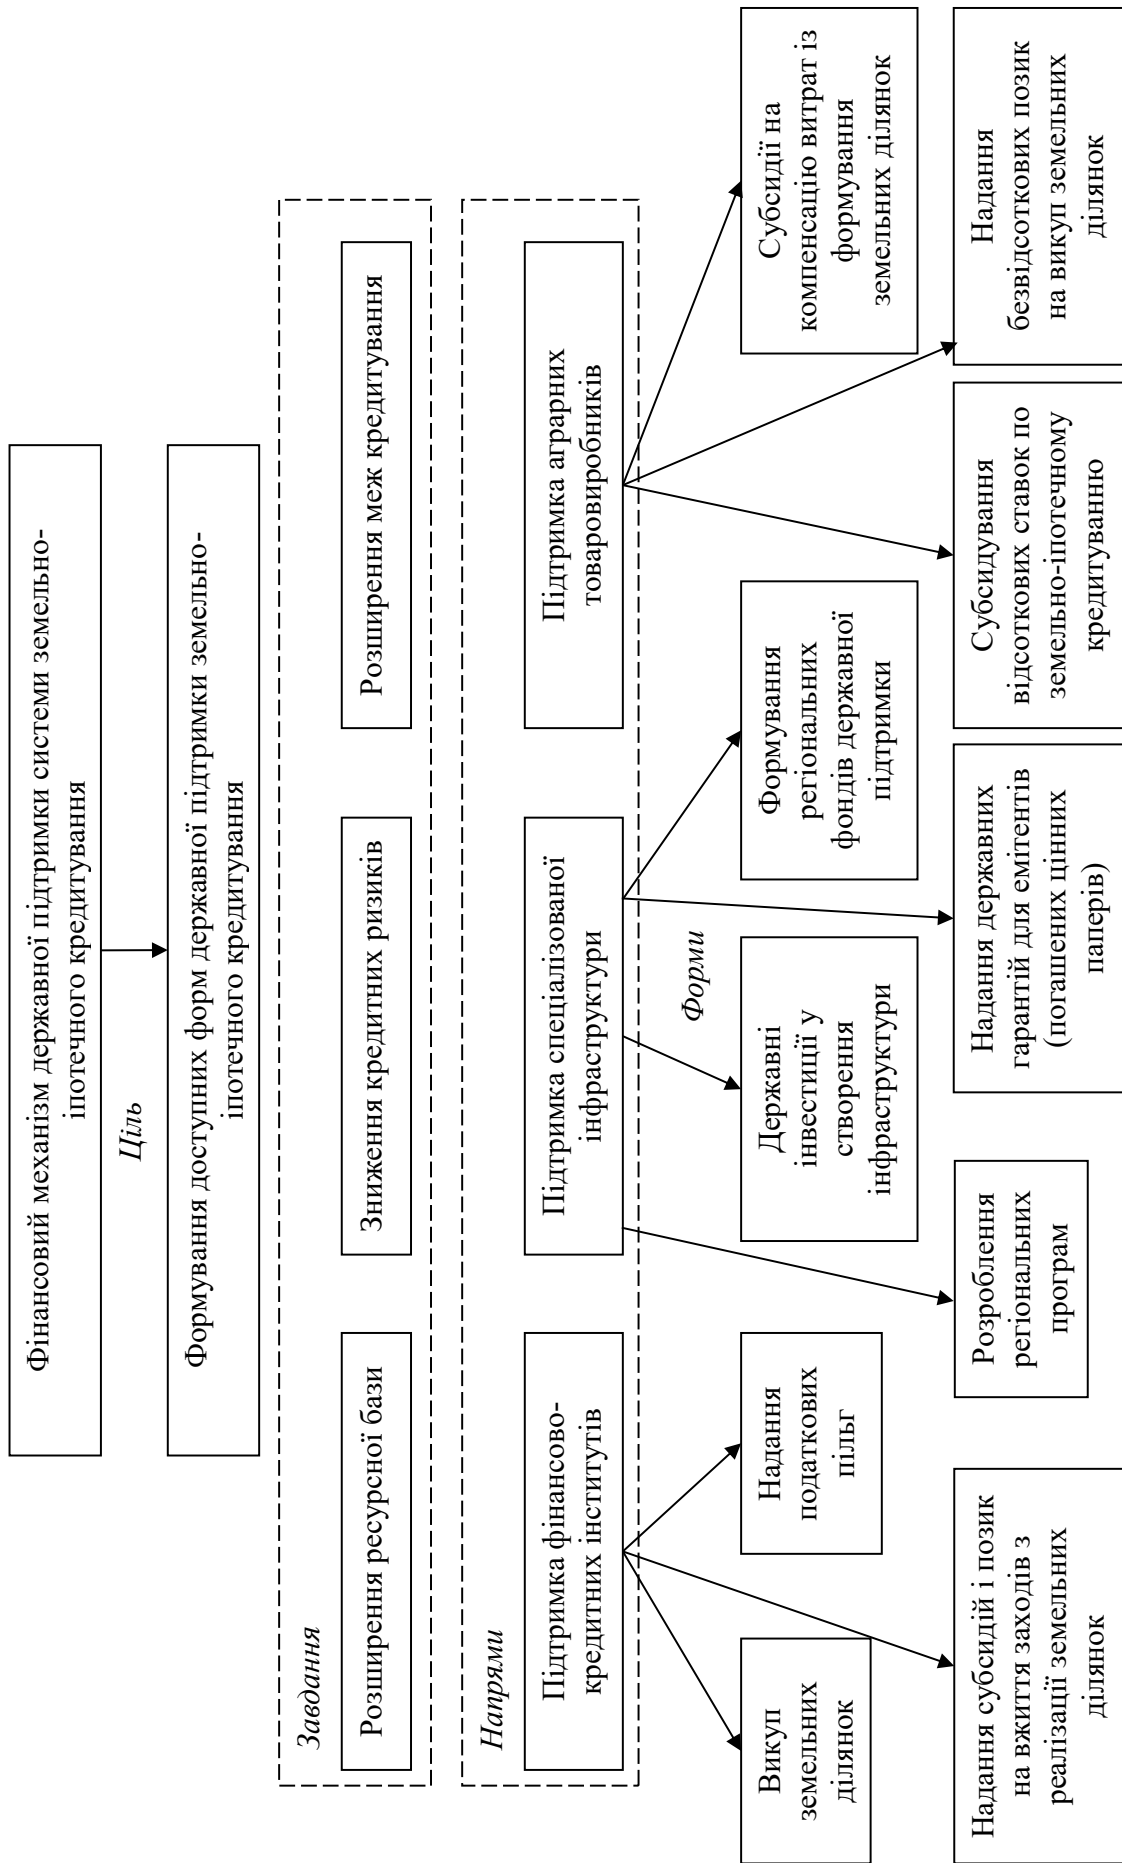 Фінансовий механізм державної підтримки системи земельно-
іпотечного кредитування
Ціль
Формування доступних форм державної підтримки земельно-
іпотечного кредитування
Завдання
Розширення ресурсної бази
Зниження кредитних ризиків
Розширення меж кредитування
Напрями
Підтримка фінансово-
кредитних інститутів
Підтримка спеціалізованої
інфраструктури
Підтримка аграрних
товаровиробників
Форми
Викуп
земельних
ділянок
Надання
податкових
пільг
Державні
інвестиції у
створення
інфраструктури
Формування
регіональних
фондів державної
підтримки
Субсидії на
компенсацію витрат із
формування
земельних ділянок
Надання субсидій і позик
на вжиття заходів з
реалізації земельних
ділянок
Розроблення
регіональних
програм
Надання державних
гарантій для емітентів
(погашених цінних
паперів)
Субсидування
відсоткових ставок по
земельно-іпотечному
кредитуванню
Надання
безвідсоткових позик
на викуп земельних
ділянок